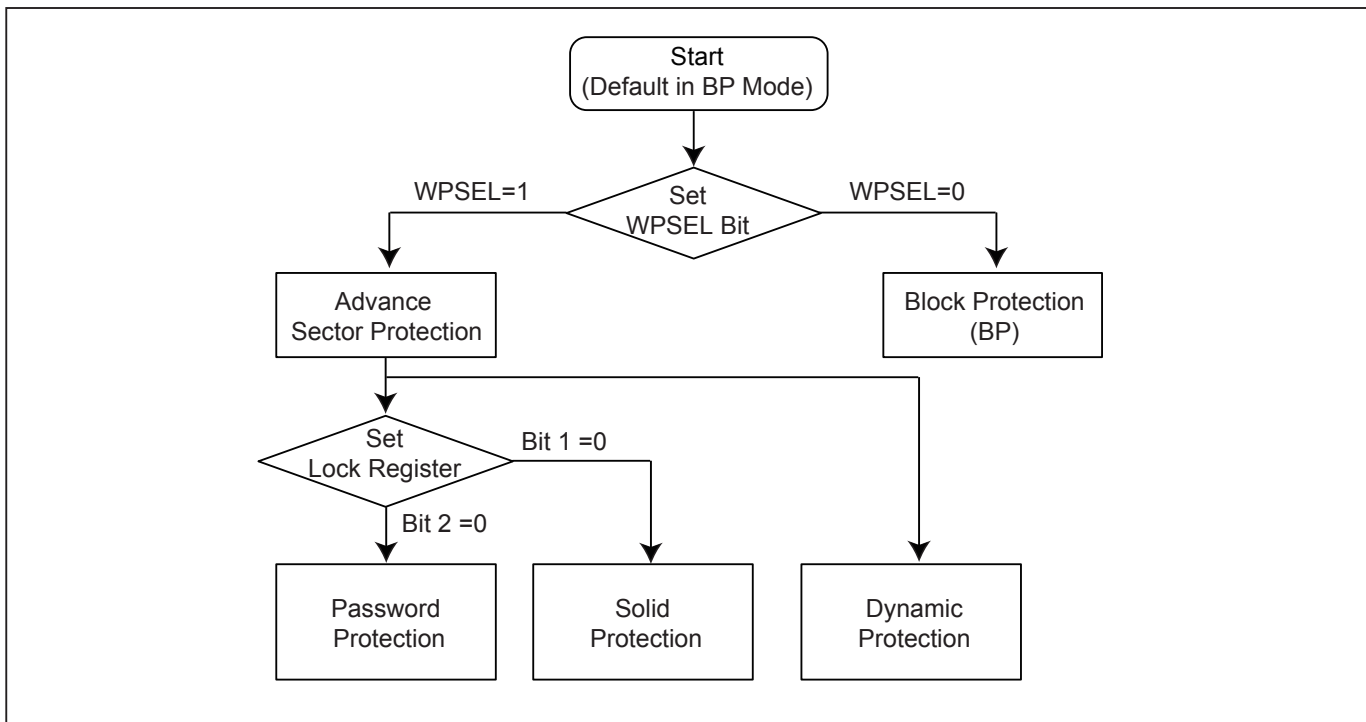 Start
(Default in BP Mode)
WPSEL=1
Set
WPSEL Bit
WPSEL=0
Advance
Sector Protection
Block Protection
(BP)
Set
Lock Register
Bit 1 =0
Bit 2 =0
Password
Protection
Solid
Protection
Dynamic
Protection